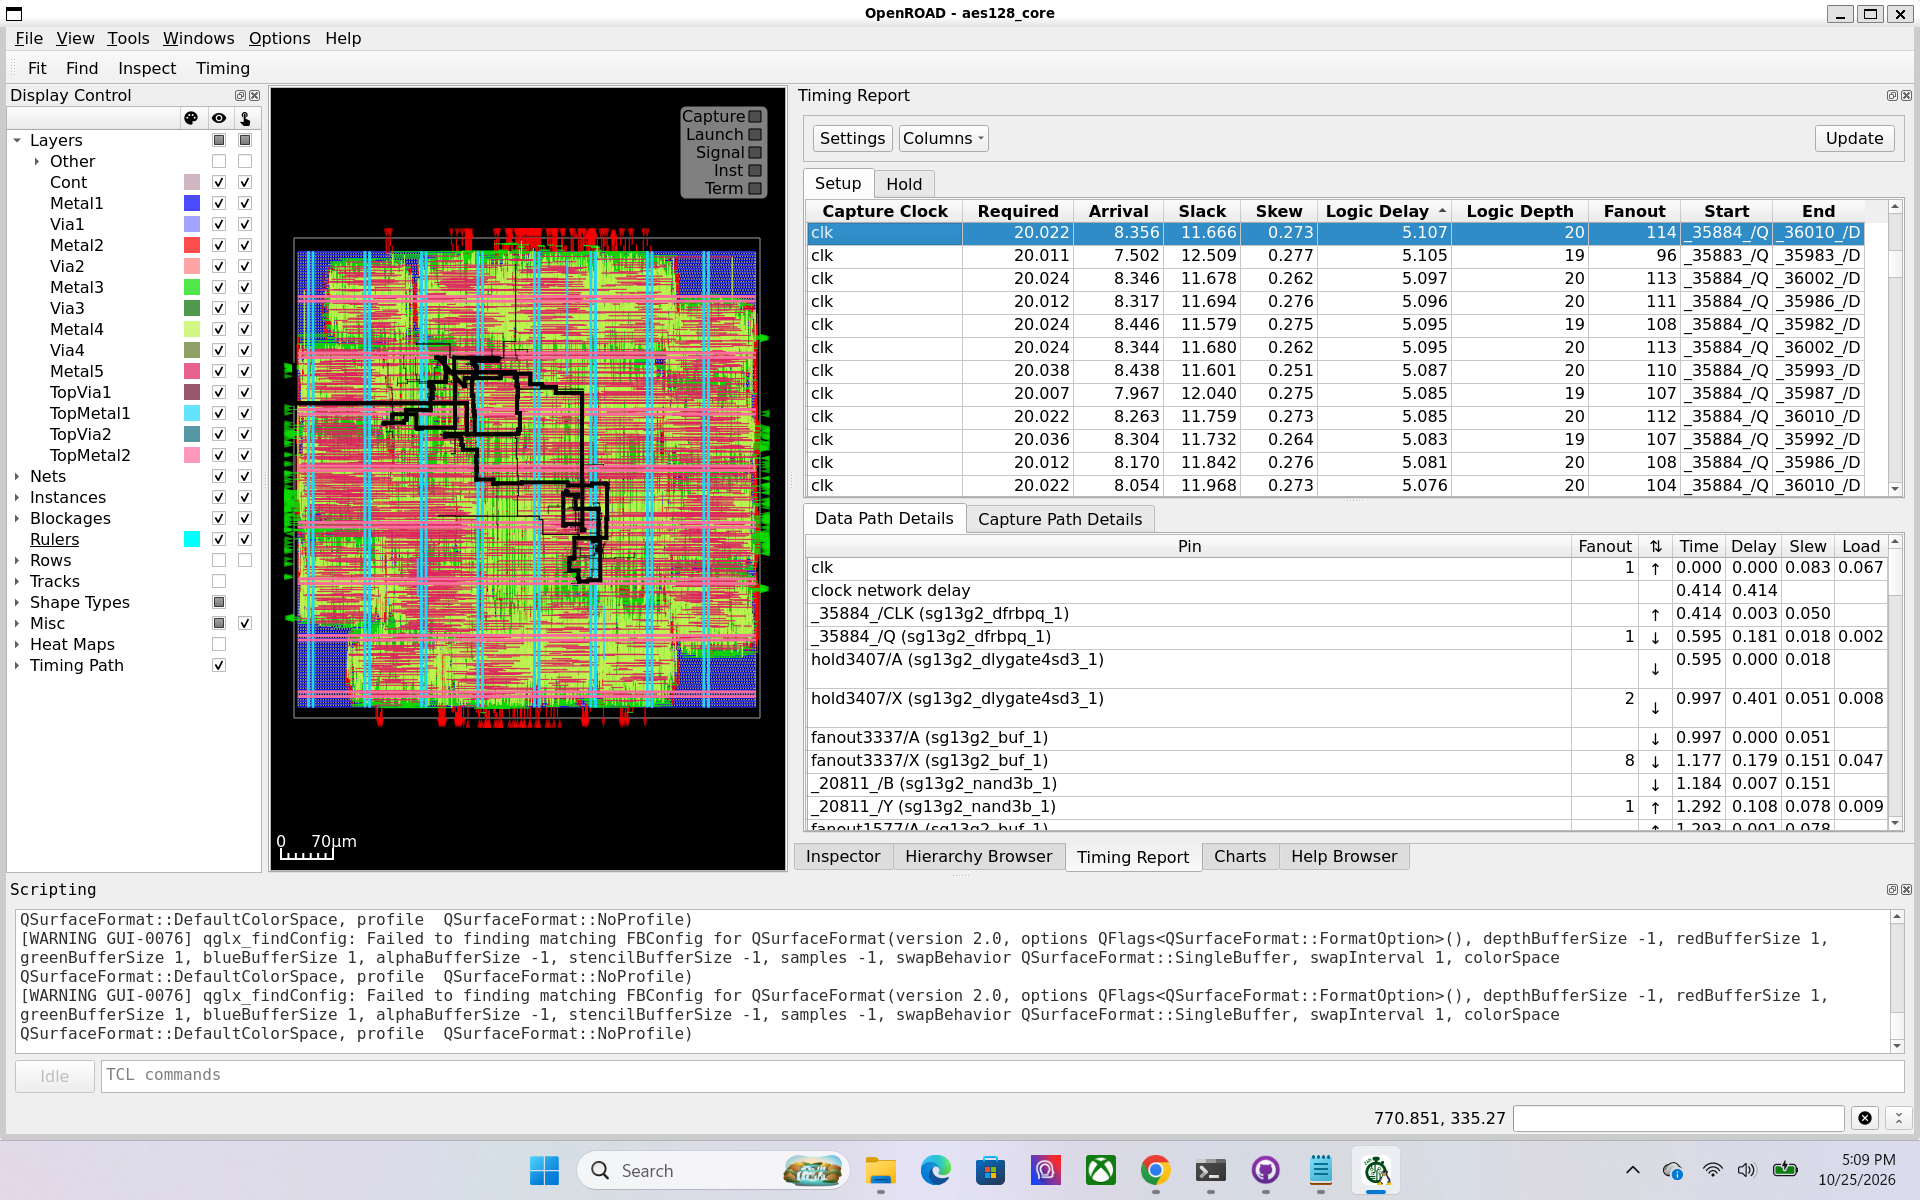 OpenROAD - aes128_core
File View Tools Windows Options Help
Fit Find Inspect Timing
Display Control
Layers
Other
Cont
Metal1
Via1
Metal2
Via2
Metal3
Via3
Metal4
Via4
Metal5
TopVia1
TopMetal1
TopVia2
TopMetal2
Nets
Instances
Blockages
Rulers
Rows
Tracks
Shape Types
Misc
Heat Maps
Timing Path
Capture
Launch
Signal
Inst
Term
0 70μm
Timing Report
Settings Columns Update
Setup Hold
Capture Clock Required Arrival Slack Skew Logic Delay Logic Depth Fanout Start End
clk 20.022 8.356 11.666 0.273 5.107 20 114 _35884_/Q _36010_/D
clk 20.011 7.502 12.509 0.277 5.105 19 96 _35883_/Q _35983_/D
clk 20.024 8.346 11.678 0.262 5.097 20 113 _35884_/Q _36002_/D
clk 20.012 8.317 11.694 0.276 5.096 20 111 _35884_/Q _35986_/D
clk 20.024 8.446 11.579 0.275 5.095 19 108 _35884_/Q _35982_/D
clk 20.024 8.344 11.680 0.262 5.095 20 113 _35884_/Q _36002_/D
clk 20.038 8.438 11.601 0.251 5.087 20 110 _35884_/Q _35993_/D
clk 20.007 7.967 12.040 0.275 5.085 19 107 _35884_/Q _35987_/D
clk 20.022 8.263 11.759 0.273 5.085 20 112 _35884_/Q _36010_/D
clk 20.036 8.304 11.732 0.264 5.083 19 107 _35884_/Q _35992_/D
clk 20.012 8.170 11.842 0.276 5.081 20 108 _35884_/Q _35986_/D
clk 20.022 8.054 11.968 0.273 5.076 20 104 _35884_/Q _36010_/D
Data Path Details Capture Path Details
Pin Fanout ⇅ Time Delay Slew Load
clk 1 ↑ 0.000 0.000 0.083 0.067
clock network delay 0.414 0.414
_35884_/CLK (sg13g2_dfrbpq_1) ↑ 0.414 0.003 0.050
_35884_/Q (sg13g2_dfrbpq_1) 1 ↓ 0.595 0.181 0.018 0.002
hold3407/A (sg13g2_dlygate4sd3_1) ↓ 0.595 0.000 0.018
hold3407/X (sg13g2_dlygate4sd3_1) 2 ↓ 0.997 0.401 0.051 0.008
fanout3337/A (sg13g2_buf_1) ↓ 0.997 0.000 0.051
fanout3337/X (sg13g2_buf_1) 8 ↓ 1.177 0.179 0.151 0.047
_20811_/B (sg13g2_nand3b_1) ↓ 1.184 0.007 0.151
_20811_/Y (sg13g2_nand3b_1) 1 ↑ 1.292 0.108 0.078 0.009
fanout1577/A (sg13g2_buf_1) ↑ 1.293 0.001 0.078
Inspector Hierarchy Browser Timing Report Charts Help Browser
Scripting
QSurfaceFormat::DefaultColorSpace, profile  QSurfaceFormat::NoProfile)
[WARNING GUI-0076] qglx_findConfig: Failed to finding matching FBConfig for QSurfaceFormat(version 2.0, options QFlags<QSurfaceFormat::FormatOption>(), depthBufferSize -1, redBufferSize 1,
greenBufferSize 1, blueBufferSize 1, alphaBufferSize -1, stencilBufferSize -1, samples -1, swapBehavior QSurfaceFormat::SingleBuffer, swapInterval 1, colorSpace
QSurfaceFormat::DefaultColorSpace, profile  QSurfaceFormat::NoProfile)
[WARNING GUI-0076] qglx_findConfig: Failed to finding matching FBConfig for QSurfaceFormat(version 2.0, options QFlags<QSurfaceFormat::FormatOption>(), depthBufferSize -1, redBufferSize 1,
greenBufferSize 1, blueBufferSize 1, alphaBufferSize -1, stencilBufferSize -1, samples -1, swapBehavior QSurfaceFormat::SingleBuffer, swapInterval 1, colorSpace
QSurfaceFormat::DefaultColorSpace, profile  QSurfaceFormat::NoProfile)
Idle TCL commands
770.851, 335.27
Search
5:09 PM
10/25/2026